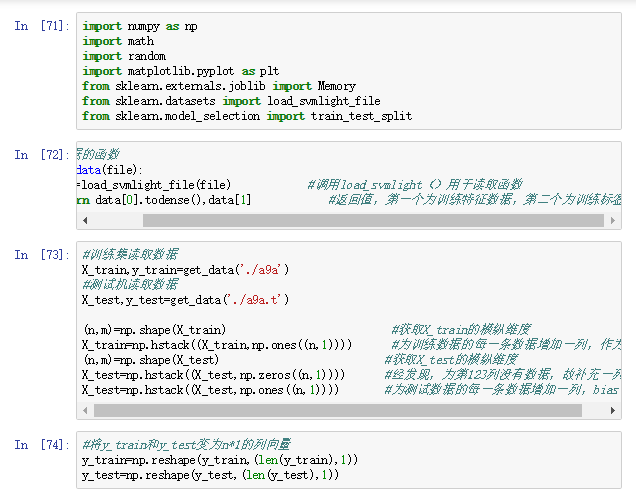 In [71]:
import numpy as np
import math
import random
import matplotlib.pyplot as plt
from sklearn.externals.joblib import Memory
from sklearn.datasets import load_svmlight_file
from sklearn.model_selection import train_test_split
In [72]:
的函数
data(file):
=load_svmlight_file(file) #调用load_svmlight（）用于读取函数
rn data[0].todense(),data[1] #返回值，第一个为训练特征数据，第二个为训练标签
In [73]:
#训练集读取数据
X_train,y_train=get_data('./a9a')
#测试机读取数据
X_test,y_test=get_data('./a9a.t')
(n,m)=np.shape(X_train) #获取X_train的横纵维度
X_train=np.hstack((X_train,np.ones((n,1)))) #为训练数据的每一条数据增加一列，作为
(n,m)=np.shape(X_test) #获取X_test的横纵维度
X_test=np.hstack((X_test,np.zeros((n,1)))) #经发现，为第123列没有数据，故补充一列
X_test=np.hstack((X_test,np.ones((n,1)))) #为测试数据的每一条数据增加一列，bias
In [74]:
#将y_train和y_test变为n*1的列向量
y_train=np.reshape(y_train,(len(y_train),1))
y_test=np.reshape(y_test,(len(y_test),1))